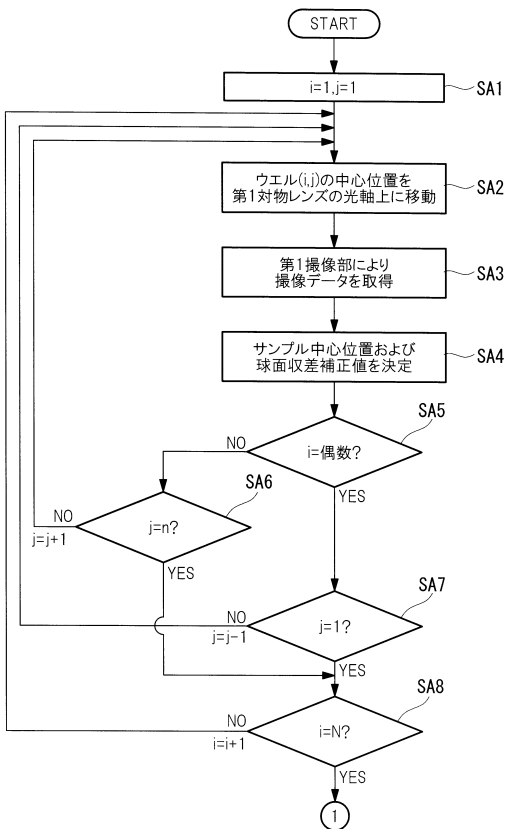 START
i=1,j=1
SA1
ウエル(i,j)の中心位置を
第1対物レンズの光軸上に移動
SA2
第1撮像部により
撮像データを取得
SA3
サンプル中心位置および
球面収差補正値を決定
SA4
SA5
NO
i=偶数?
YES
SA6
NO
j=n?
j=j+1
YES
SA7
NO
j=1?
j=j-1
YES
SA8
NO
i=N?
i=i+1
YES
1